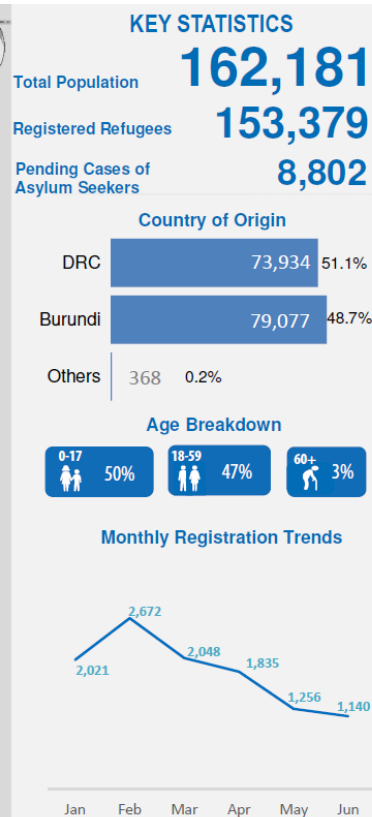 KEY STATISTICS
Total Population 162,181
Registered Refugees 153,379
Pending Cases of
Asylum Seekers 8,802
Country of Origin
DRC 73,934 51.1%
Burundi 79,077 48.7%
Others 368 0.2%
Age Breakdown
0-17 50% 18-59 47% 60+ 3%
Monthly Registration Trends
2,672
2,021
2,048
1,835
1,256
1,140
Jan Feb Mar Apr May Jun